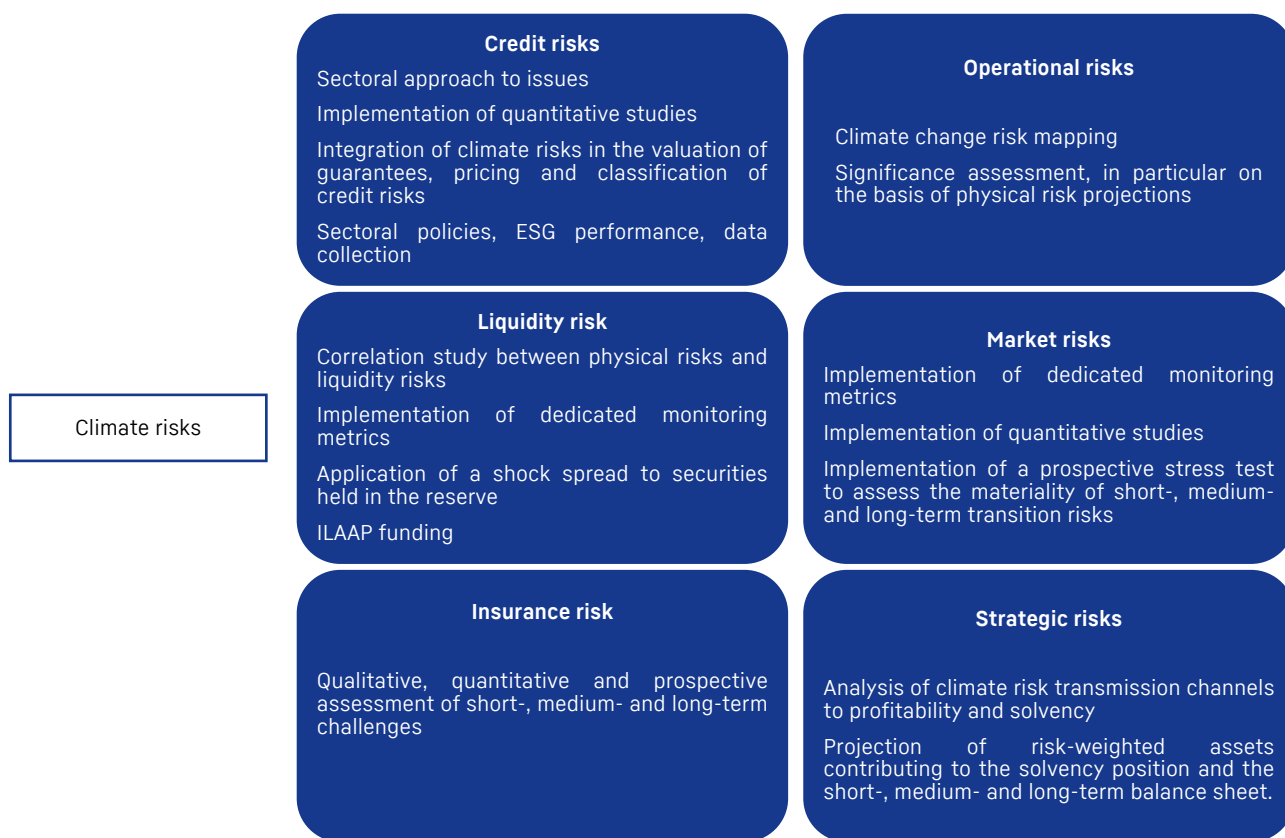 Credit risks
Sectoral approach to issues
Implementation of quantitative studies
Integration of climate risks in the valuation of
guarantees, pricing and classification of
credit risks
Sectoral policies, ESG performance, data
collection
Operational risks
Climate change risk mapping
Significance assessment, in particular on
the basis of physical risk projections
Climate risks
Liquidity risk
Correlation study between physical risks and
liquidity risks
Implementation of dedicated monitoring
metrics
Application of a shock spread to securities
held in the reserve
ILAAP funding
Market risks
Implementation of dedicated monitoring
metrics
Implementation of quantitative studies
Implementation of a prospective stress test
to assess the materiality of short-, medium-
and long-term transition risks
Insurance risk
Qualitative, quantitative and prospective
assessment of short-, medium- and long-term
challenges
Strategic risks
Analysis of climate risk transmission channels
to profitability and solvency
Projection of risk-weighted assets
contributing to the solvency position and the
short-, medium- and long-term balance sheet.